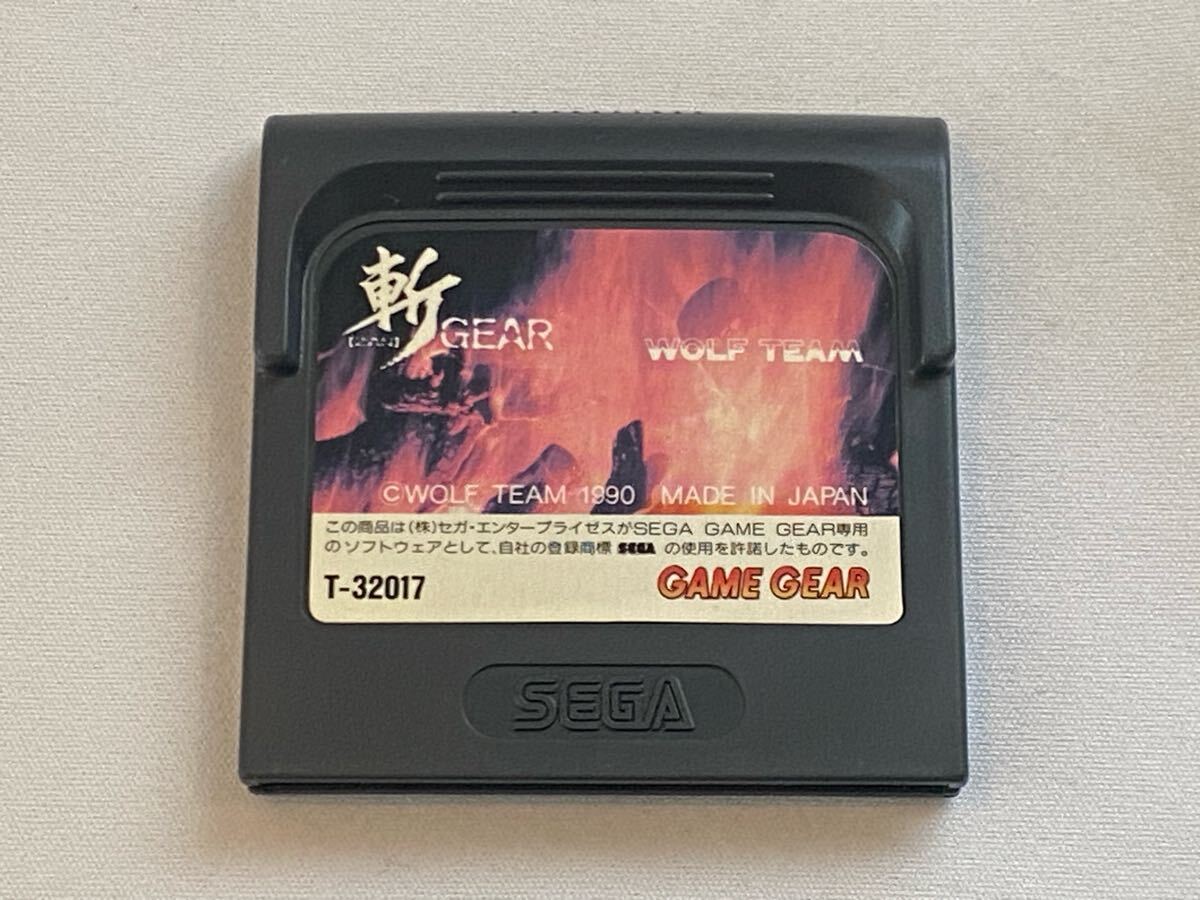 斬
【ZAN】
GEAR
WOLF TEAM
©WOLF TEAM 1990 MADE IN JAPAN
この商品は(株)セガ・エンタープライゼスがSEGA GAME GEAR専用
のソフトウェアとして、自社の登録商標 SEGA の使用を許諾したものです。
T-32017
GAME GEAR
SEGA